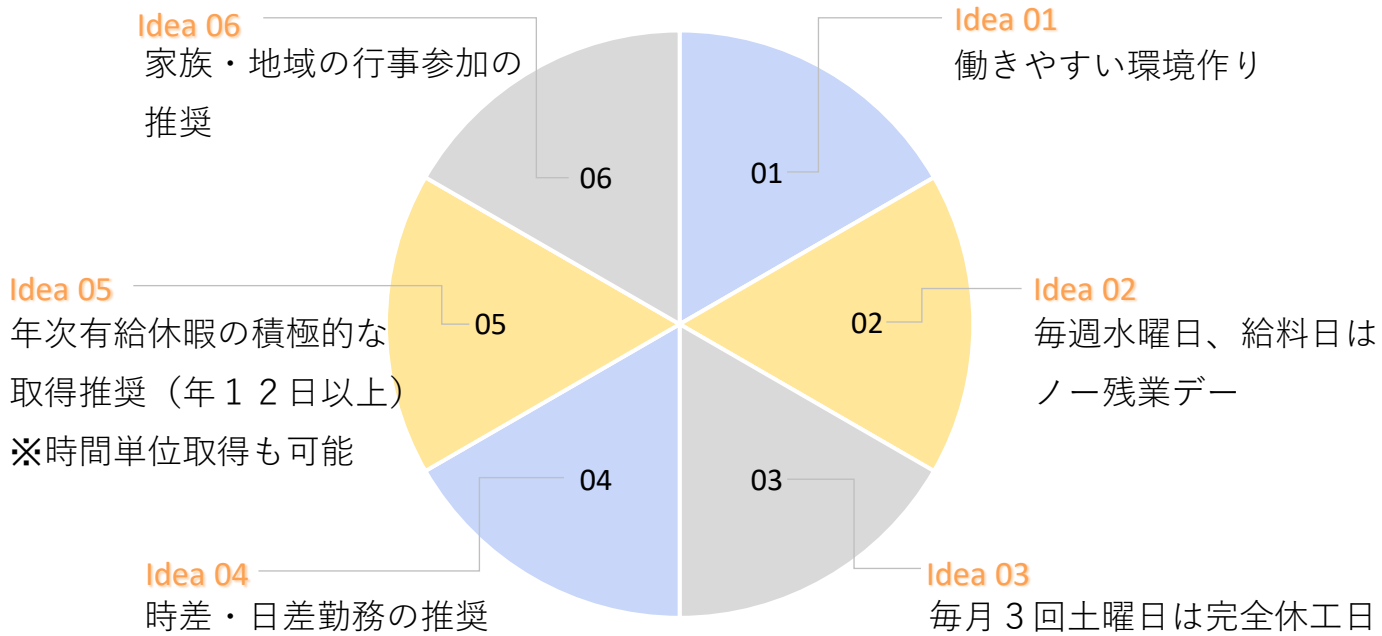 Idea 01
働きやすい環境作り
Idea 02
毎週水曜日、給料日は
ノー残業デー
Idea 03
毎月３回土曜日は完全休工日
Idea 04
時差・日差勤務の推奨
Idea 05
年次有給休暇の積極的な
取得推奨（年１２日以上）
※時間単位取得も可能
Idea 06
家族・地域の行事参加の
推奨
01
02
03
04
05
06